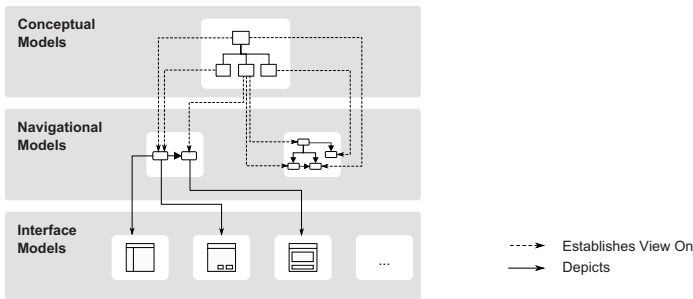 Conceptual
Models
Navigational
Models
Interface
Models
...
Establishes View On
Depicts